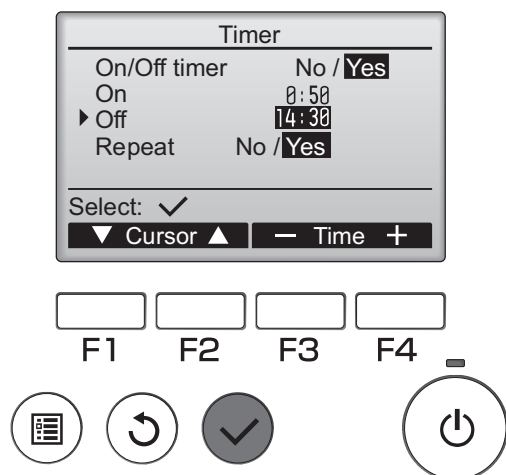 Timer
On/Off timer No / Yes
On 0:50
Off 14:30
Repeat No / Yes
Select:
Cursor — Time +
F1 F2 F3 F4